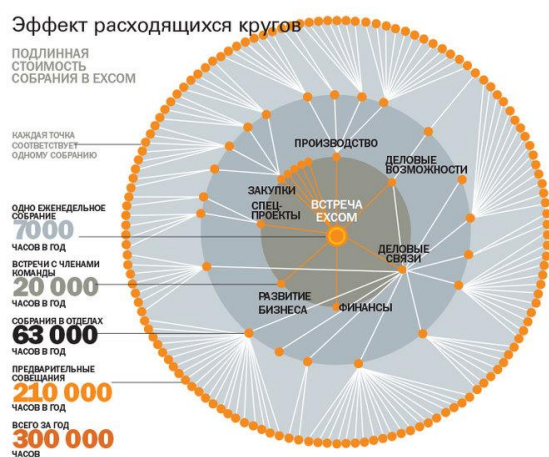 Эффект расходящихся кругов
ПОДЛИННАЯ
СТОИМОСТЬ
СОБРАНИЯ В EXCOM
КАЖДАЯ ТОЧКА
СООТВЕТСТВУЕТ
ОДНОМУ СОБРАНИЮ
ПРОИЗВОДСТВО
ДЕЛОВЫЕ
ВОЗМОЖНОСТИ
ЗАКУПКИ
СПЕЦ-
ПРОЕКТЫ
ВСТРЕЧА
EXCOM
ДЕЛОВЫЕ
СВЯЗИ
РАЗВИТИЕ
БИЗНЕСА
ФИНАНСЫ
ОДНО ЕЖЕНЕДЕЛЬНОЕ
СОБРАНИЕ
7000
ЧАСОВ В ГОД
ВСТРЕЧИ С ЧЛЕНАМИ
КОМАНДЫ
20 000
ЧАСОВ В ГОД
СОБРАНИЯ В ОТДЕЛАХ
63 000
ЧАСОВ В ГОД
ПРЕДВАРИТЕЛЬНЫЕ
СОВЕЩАНИЯ
210 000
ЧАСОВ В ГОД
ВСЕГО ЗА ГОД
300 000
ЧАСОВ